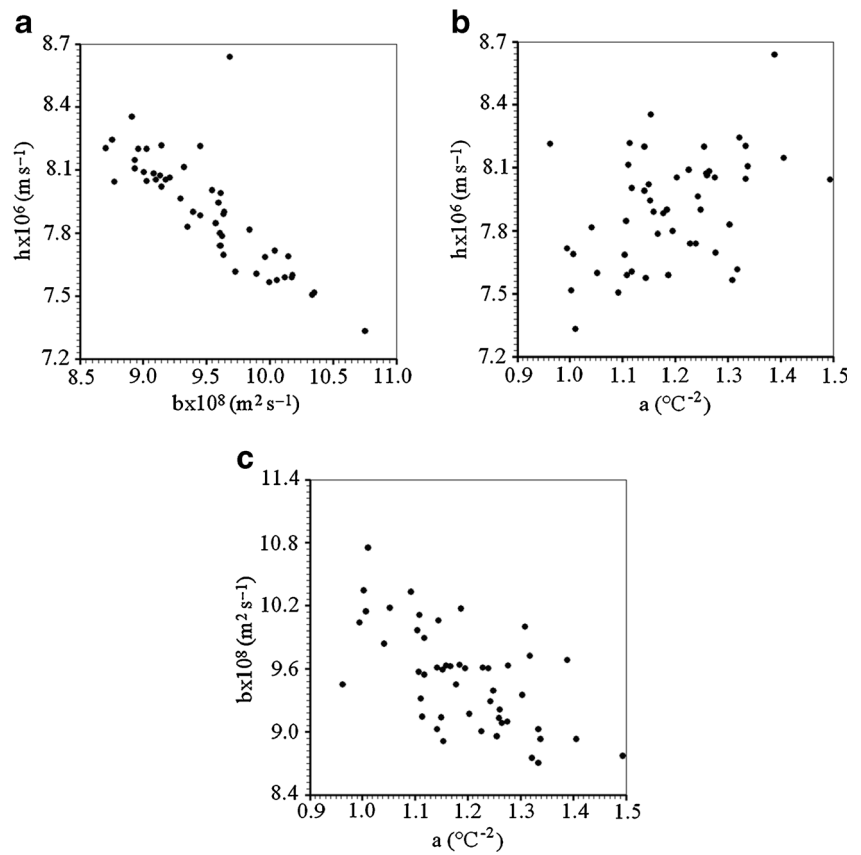 a
8.7
8.4
8.1
7.8
7.5
7.2
hx10⁶ (m s⁻¹)
8.5 9.0 9.5 10.0 10.5 11.0
bx10⁸ (m² s⁻¹)
b
8.7
8.4
8.1
7.8
7.5
7.2
hx10⁶ (m s⁻¹)
0.9 1.0 1.1 1.2 1.3 1.4 1.5
a (°C⁻²)
c
11.4
10.8
10.2
9.6
9.0
8.4
bx10⁸ (m² s⁻¹)
0.9 1.0 1.1 1.2 1.3 1.4 1.5
a (°C⁻²)